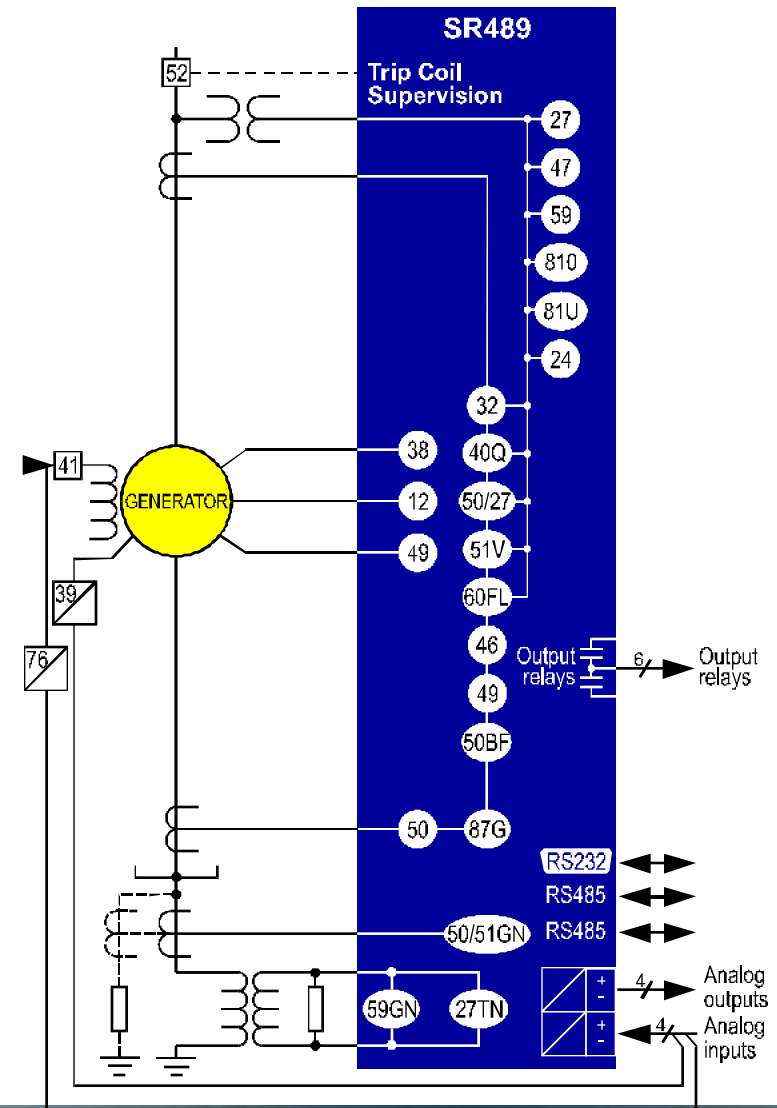 SR489
52
Trip Coil
Supervision
27
47
59
810
81U
24
32
38
40Q
41
GENERATOR
12
50/27
49
51V
39
60FL
46
76
Output
relays
6
Output
relays
49
50BF
50
87G
RS232
RS485
50/51GN
RS485
59GN
27TN
+
-
4
Analog
outputs
+
-
4
Analog
inputs